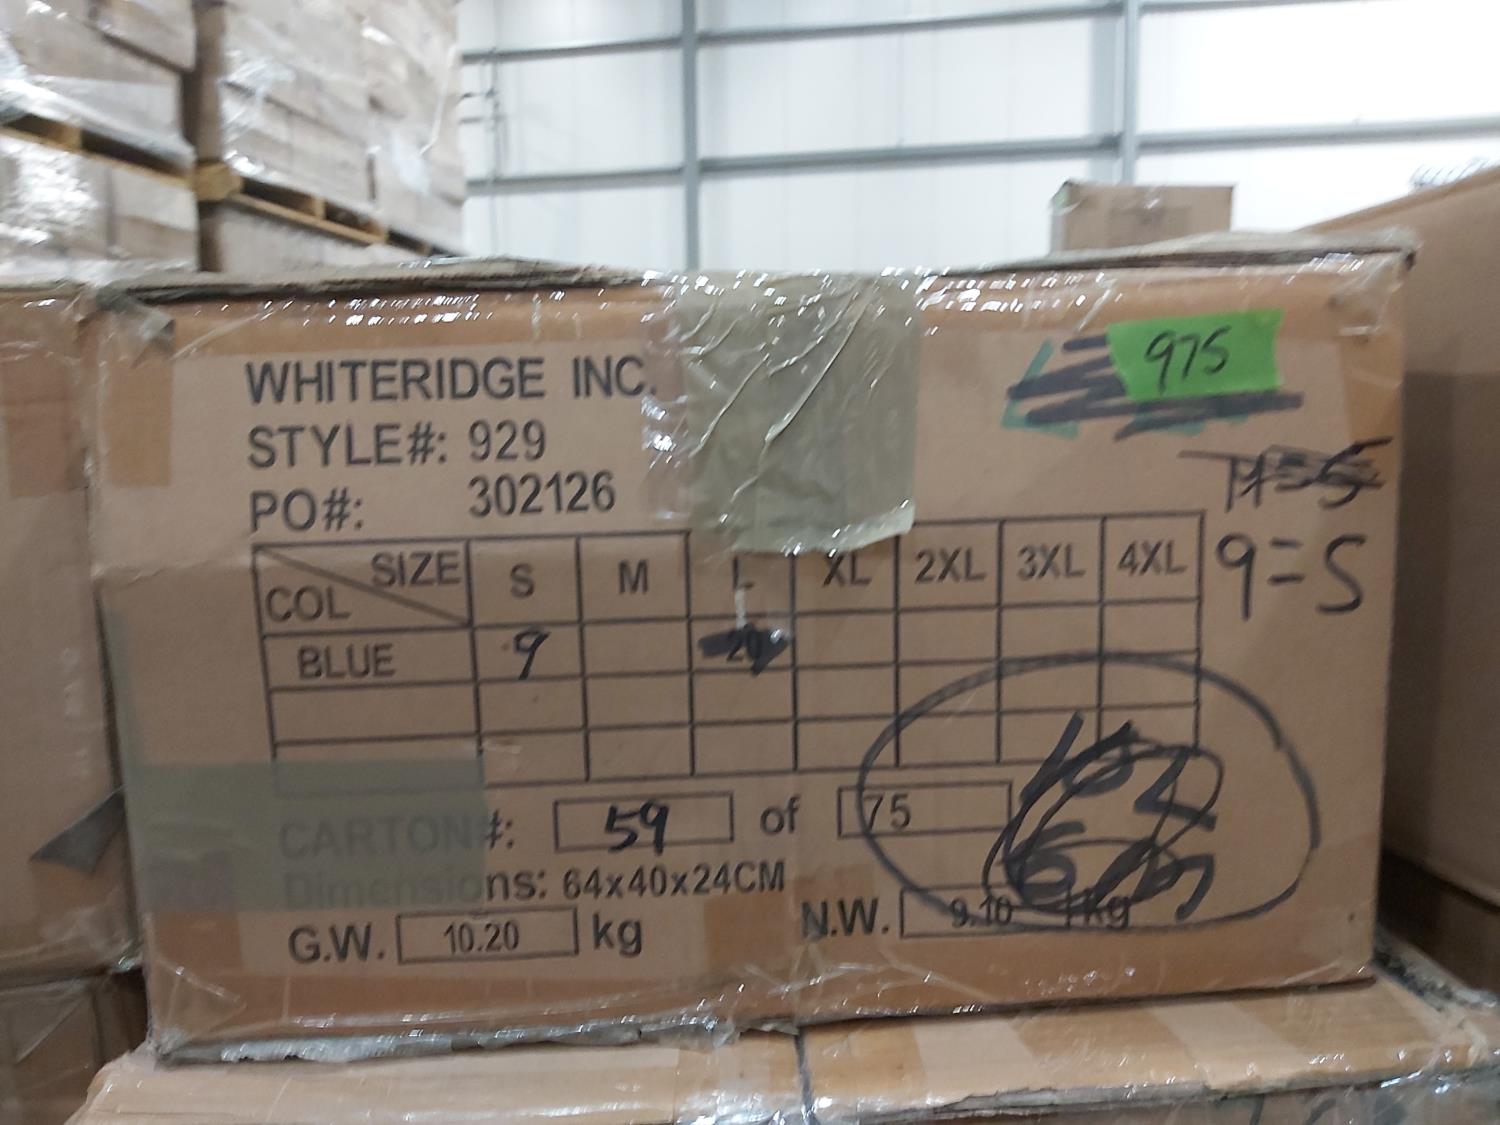 975
WHITERIDGE INC.
STYLE#: 929
PO#: 302126
9=S
SIZE S M L XL 2XL 3XL 4XL
COL
BLUE 9 20
CARTON#: 59 of 75
Dimensions: 64x40x24CM
G.W. 10.20 kg N.W. 9.10 kg